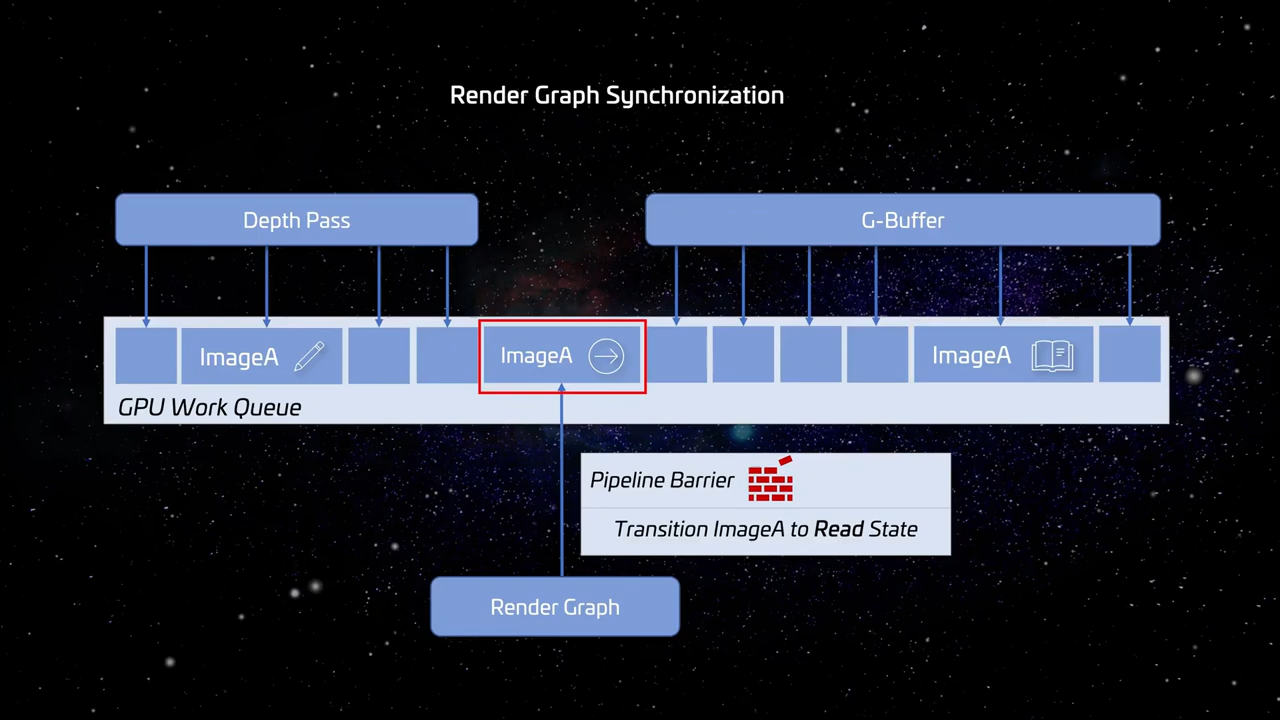 Render Graph Synchronization
Depth Pass
G-Buffer
ImageA
ImageA
ImageA
GPU Work Queue
Pipeline Barrier
Transition ImageA to Read State
Render Graph